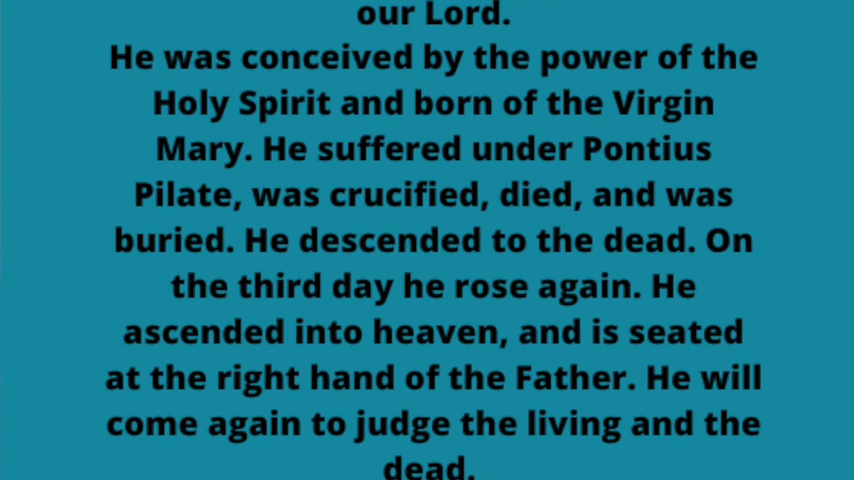 our Lord.
He was conceived by the power of the
Holy Spirit and born of the Virgin
Mary. He suffered under Pontius
Pilate, was crucified, died, and was
buried. He descended to the dead. On
the third day he rose again. He
ascended into heaven, and is seated
at the right hand of the Father. He will
come again to judge the living and the
dead.